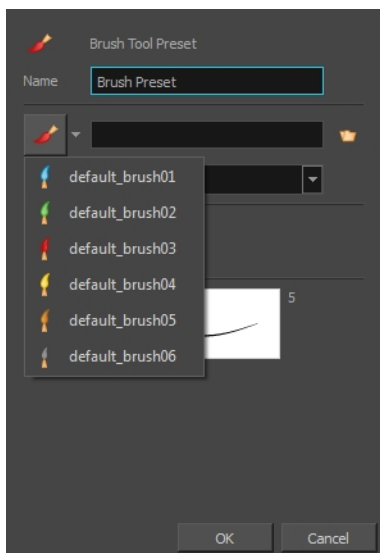 Brush Tool Preset
Name
Brush Preset
default_brush01
default_brush02
default_brush03
default_brush04
default_brush05
default_brush06
5
OK
Cancel